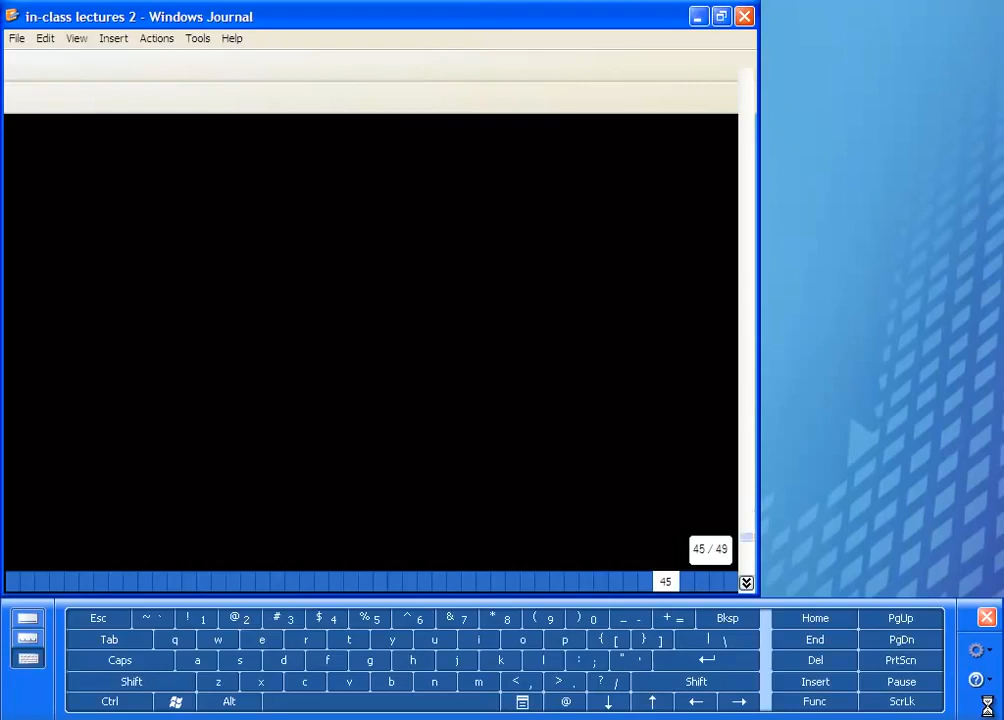 in-class lectures 2 - Windows Journal
File Edit View Insert Actions Tools Help
45 / 49
45
Esc ~ ` ! 1 @ 2 # 3 $ 4 % 5 ^ 6 & 7 * 8 ( 9 ) 0 _ - + = Bksp Home PgUp
Tab q w e r t y u i o p { [ } ] | \ End PgDn
Caps a s d f g h j k l : ; " ' Del PrtScn
Shift z x c v b n m < , > . ? / Shift Insert Pause
Ctrl Alt @ ↓ ↑ ← → Func ScrLk